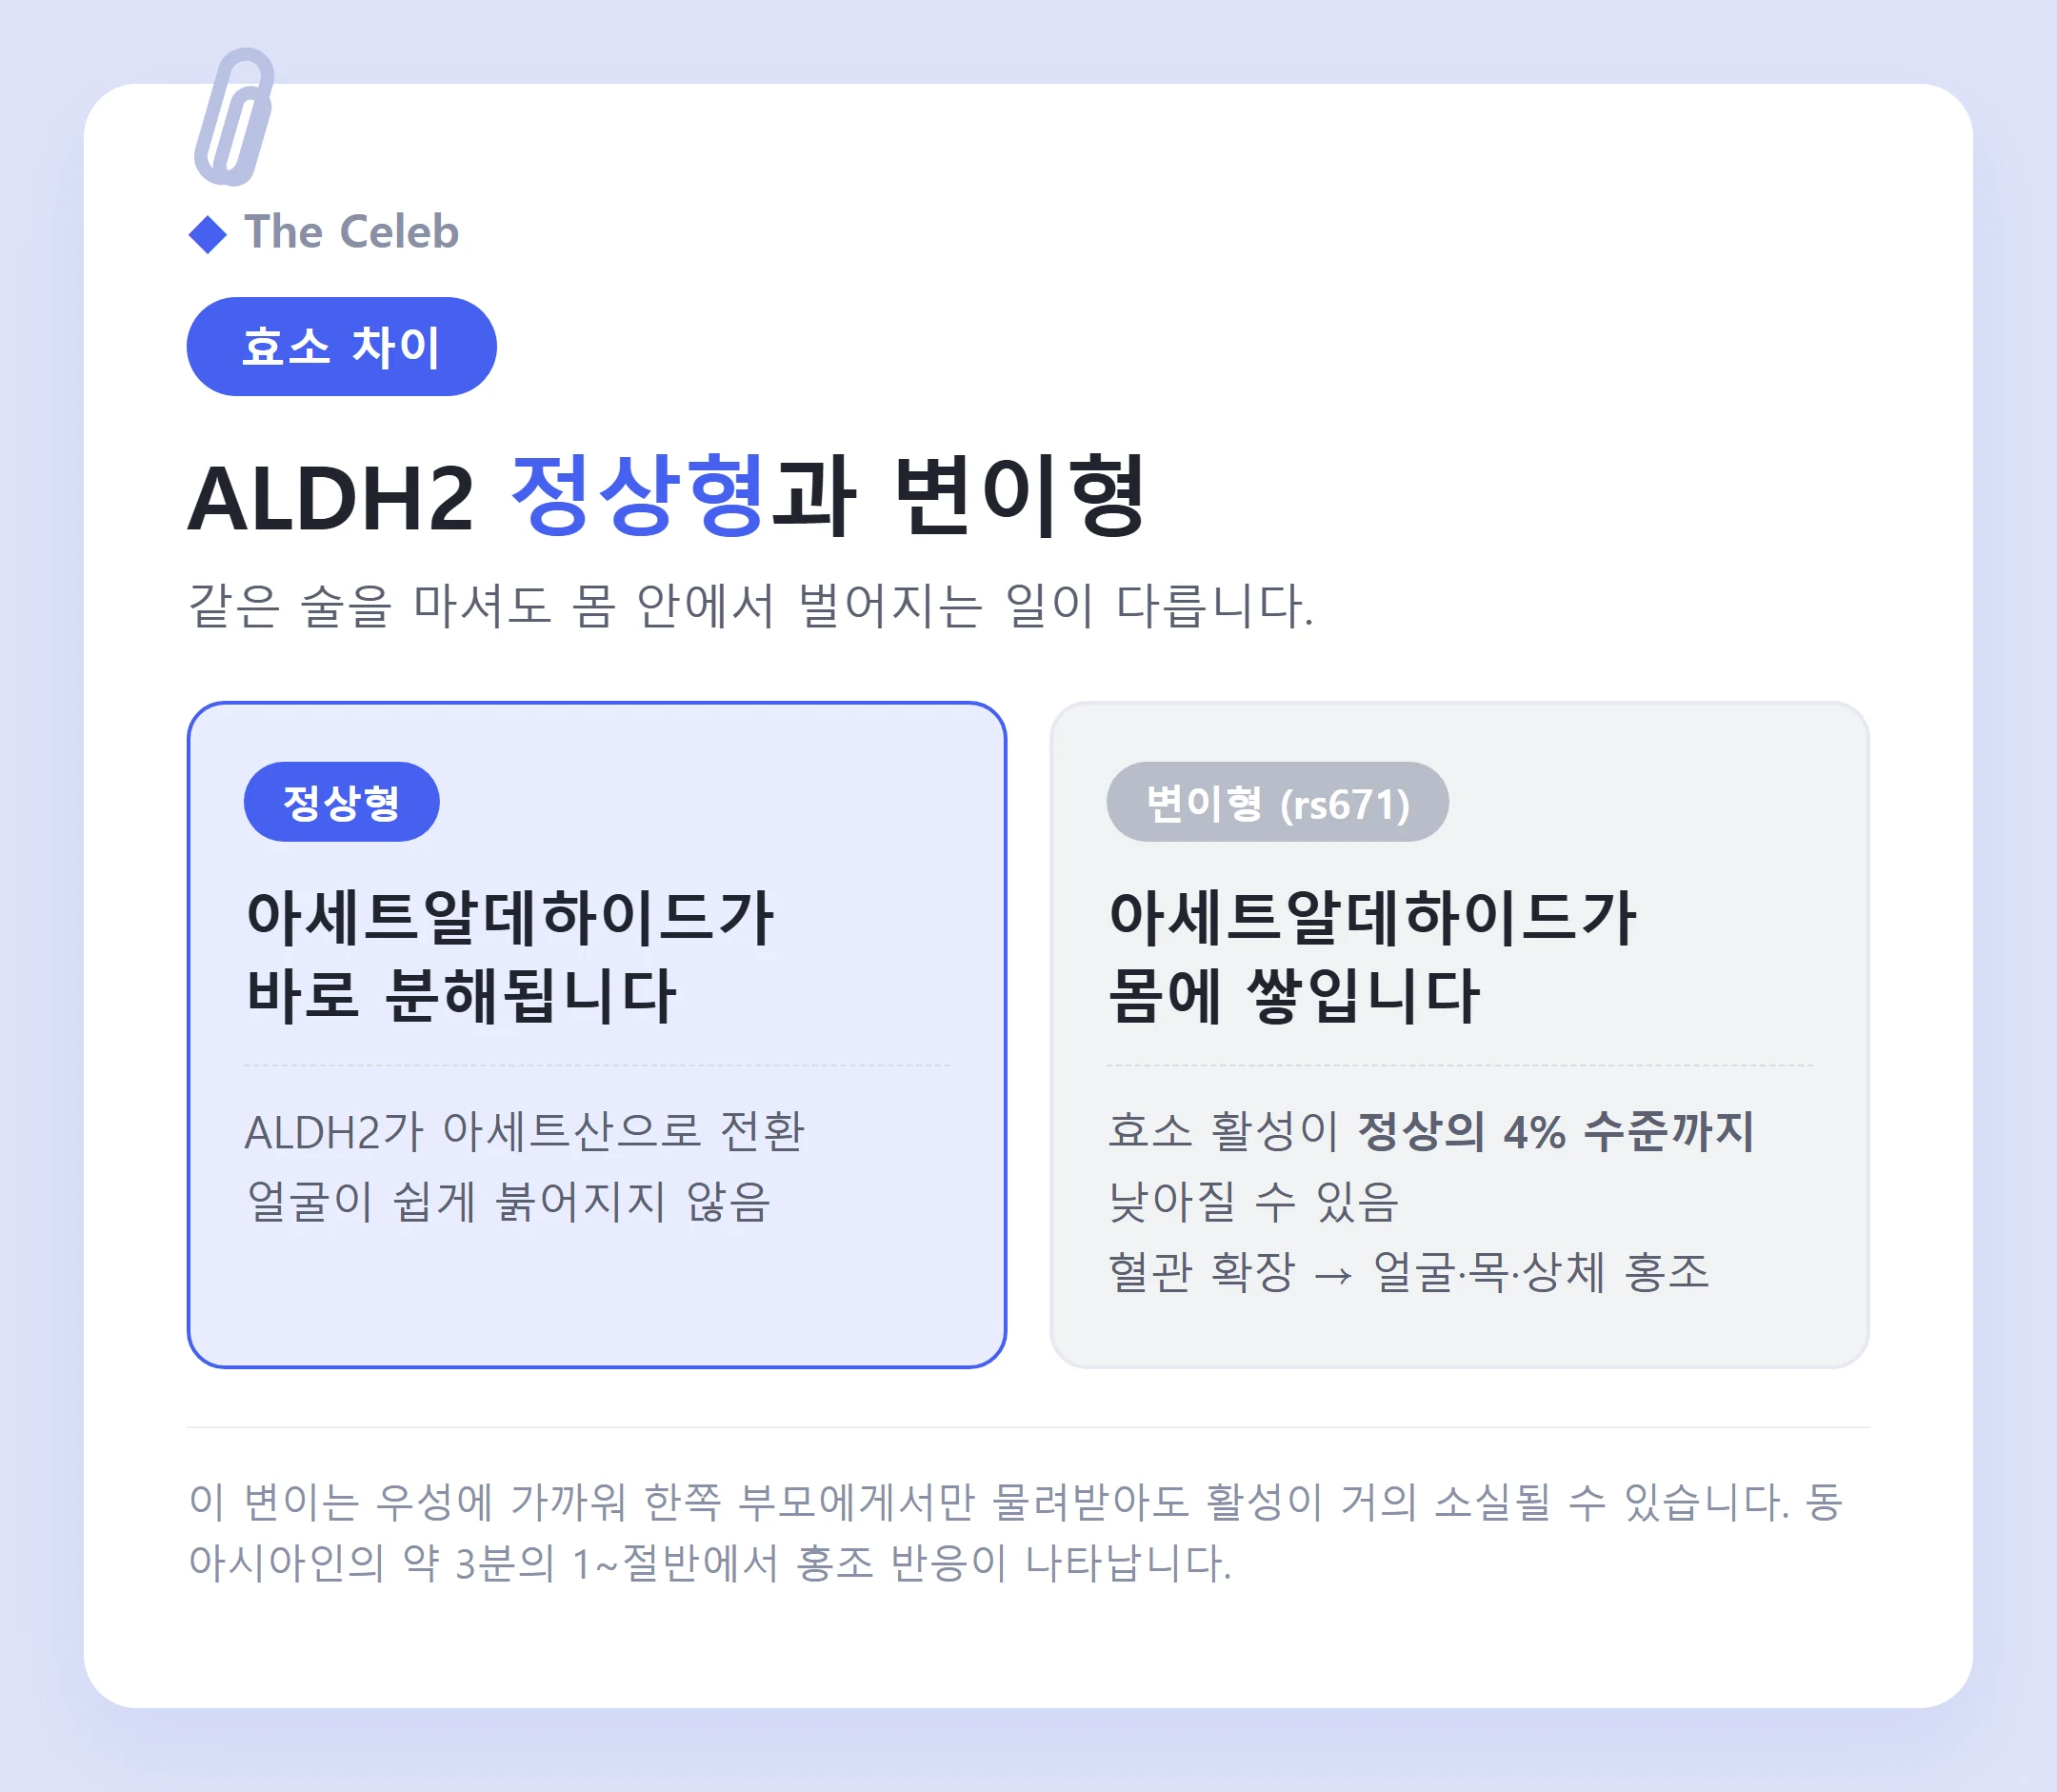 The Celeb
효소 차이
ALDH2 정상형과 변이형
같은 술을 마셔도 몸 안에서 벌어지는 일이 다릅니다.
정상형
아세트알데하이드가
바로 분해됩니다
ALDH2가 아세트산으로 전환
얼굴이 쉽게 붉어지지 않음
변이형 (rs671)
아세트알데하이드가
몸에 쌓입니다
효소 활성이 정상의 4% 수준까지
낮아질 수 있음
혈관 확장 → 얼굴·목·상체 홍조
이 변이는 우성에 가까워 한쪽 부모에게서만 물려받아도 활성이 거의 소실될 수 있습니다. 동
아시아인의 약 3분의 1~절반에서 홍조 반응이 나타납니다.